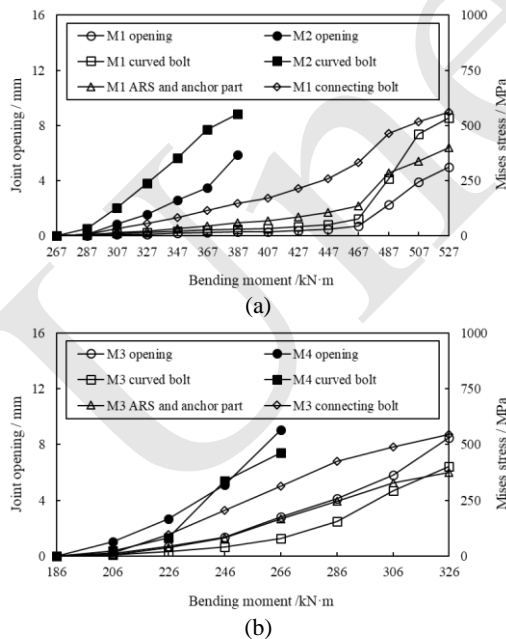 16
12
8
4
0
Joint opening / mm
M1 opening
M2 opening
M1 curved bolt
M2 curved bolt
M1 ARS and anchor part
M1 connecting bolt
1000
750
500
250
0
Mises stress / MPa
267 287 307 327 347 367 387 407 427 447 467 487 507 527
Bending moment /kN·m
(a)
16
12
8
4
0
Joint opening / mm
M3 opening
M4 opening
M3 curved bolt
M4 curved bolt
M3 ARS and anchor part
M3 connecting bolt
1000
750
500
250
0
Mises stress / MPa
186 206 226 246 266 286 306 326
Bending moment /kN·m
(b)